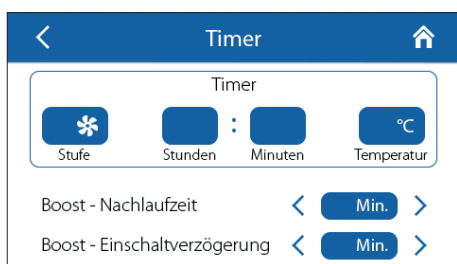 Timer
Timer
: °C
Stufe Stunden Minuten Temperatur
Boost - Nachlaufzeit Min.
Boost - Einschaltverzögerung Min.